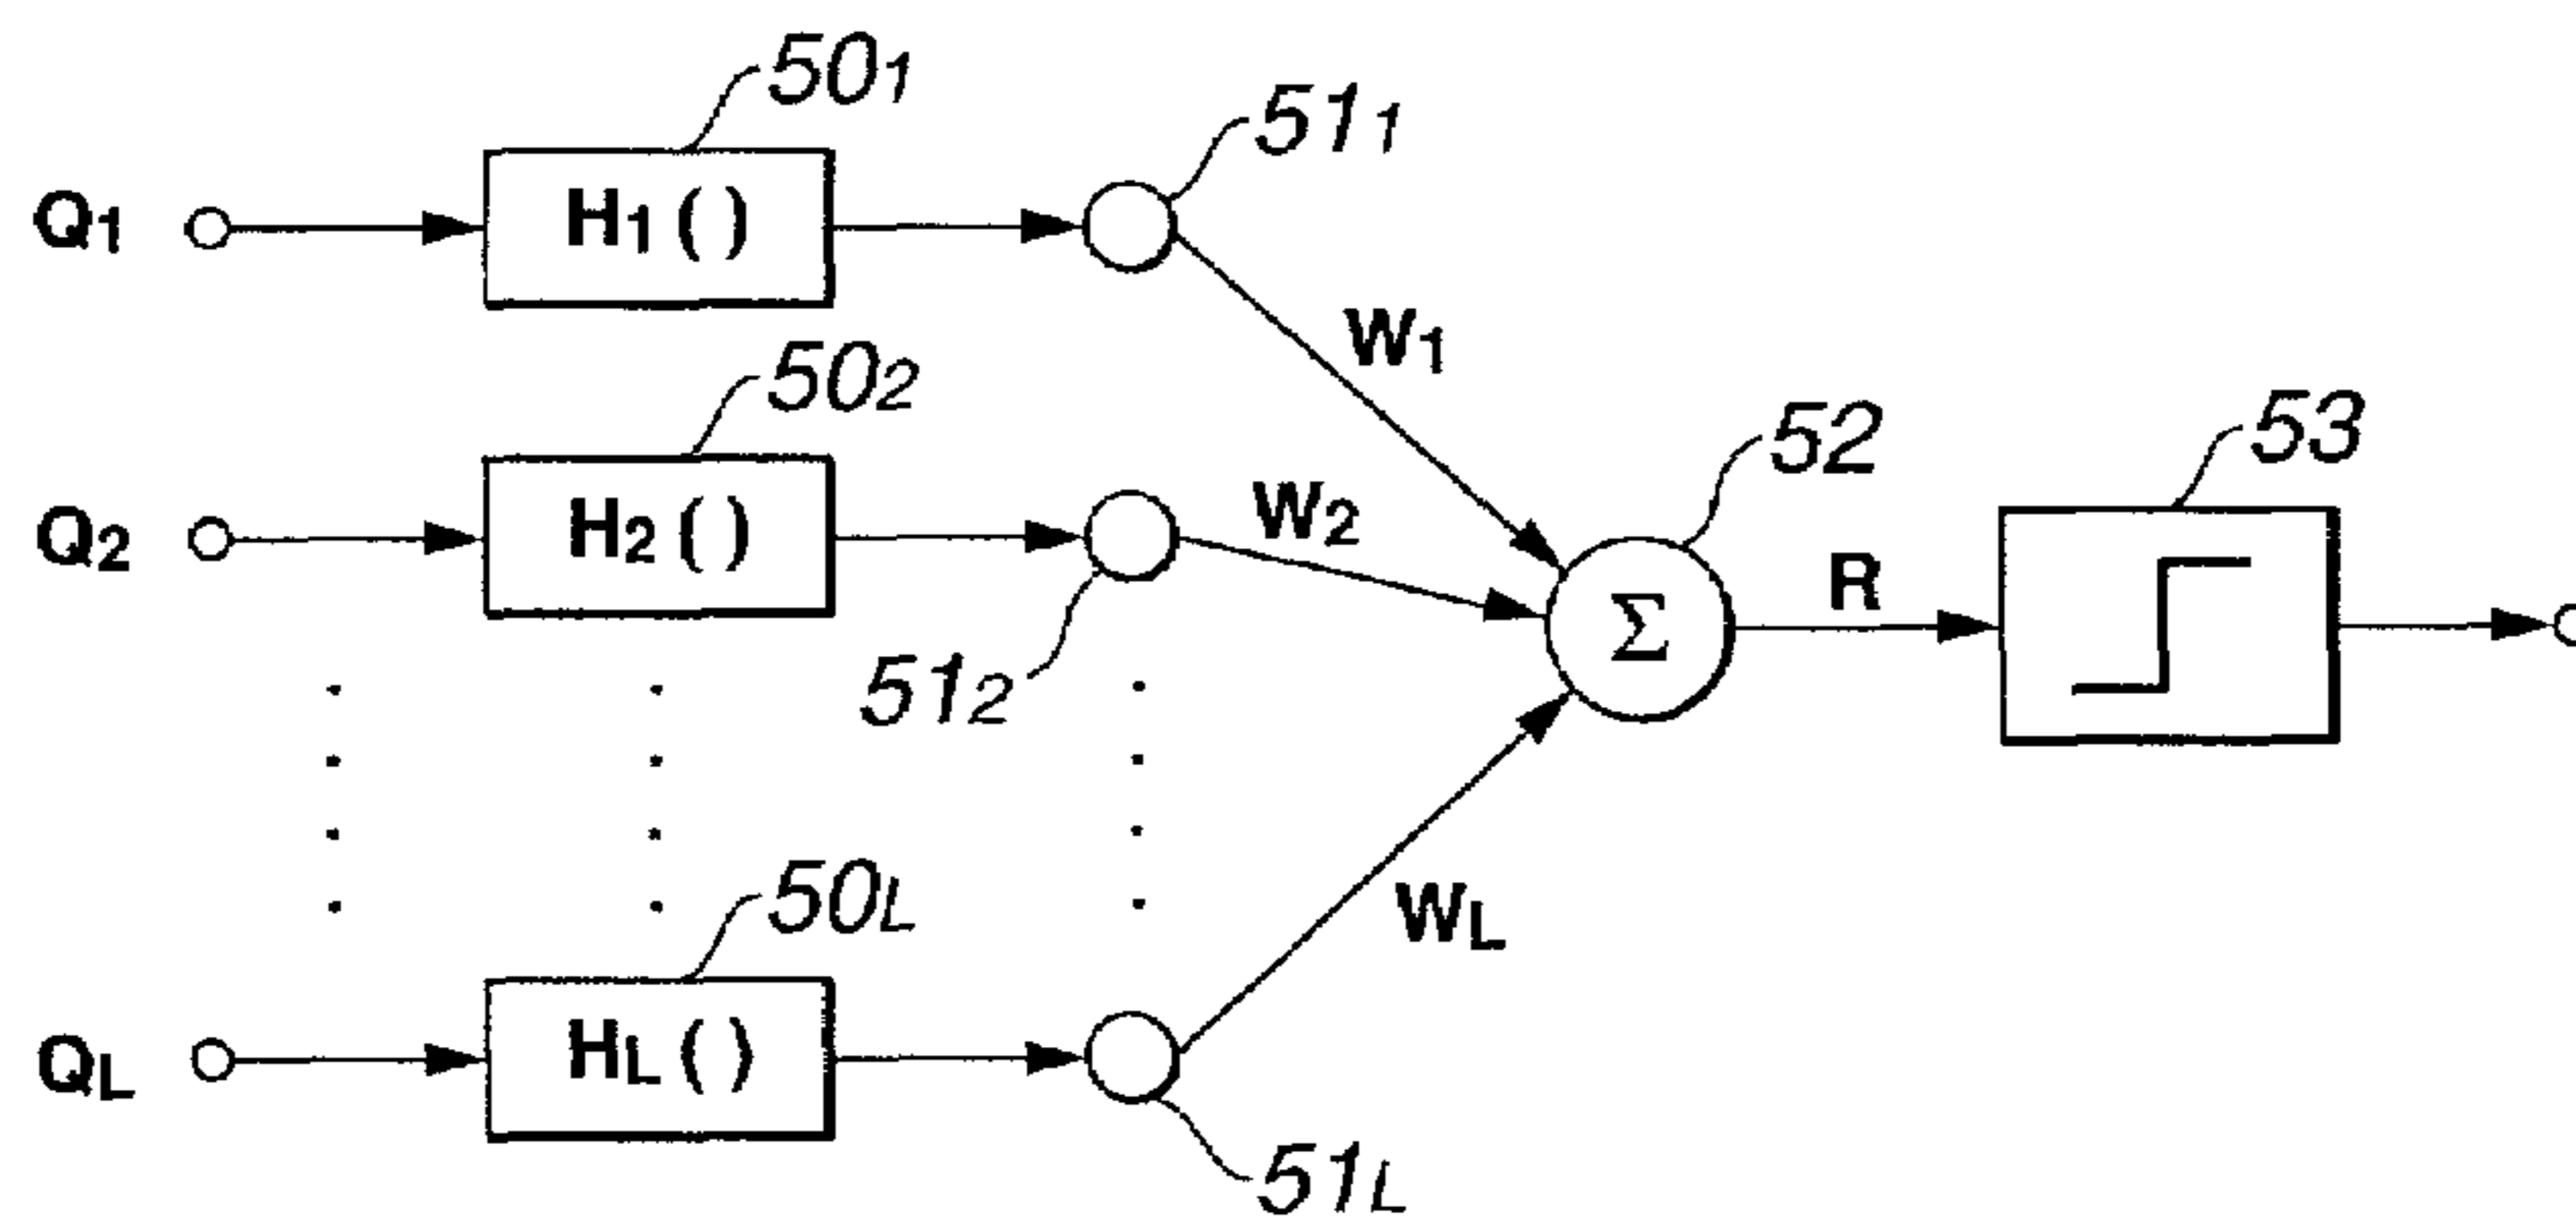 50₁
Q₁ H₁ ( ) 51₁
W₁
50₂
Q₂ H₂ ( ) W₂ 52 53
51₂ Σ R
50L
WL
QL HL ( )
51L